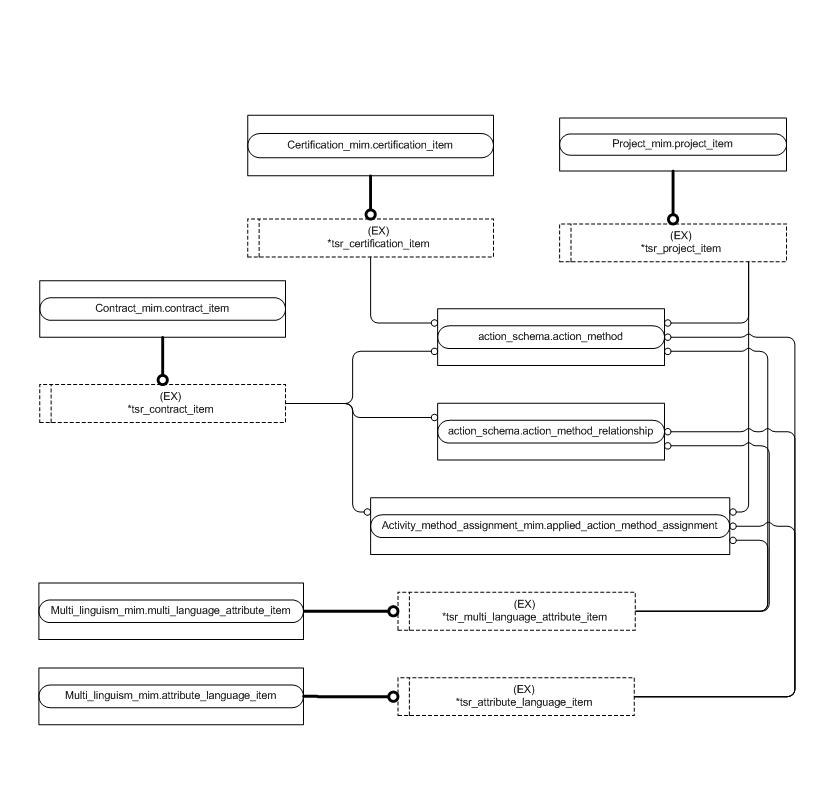 Certification_mim.certification_item
Project_mim.project_item
(EX)
*tsr_certification_item
(EX)
*tsr_project_item
Contract_mim.contract_item
action_schema.action_method
(EX)
*tsr_contract_item
action_schema.action_method_relationship
Activity_method_assignment_mim.applied_action_method_assignment
Multi_linguism_mim.multi_language_attribute_item
(EX)
*tsr_multi_language_attribute_item
Multi_linguism_mim.attribute_language_item
(EX)
*tsr_attribute_language_item